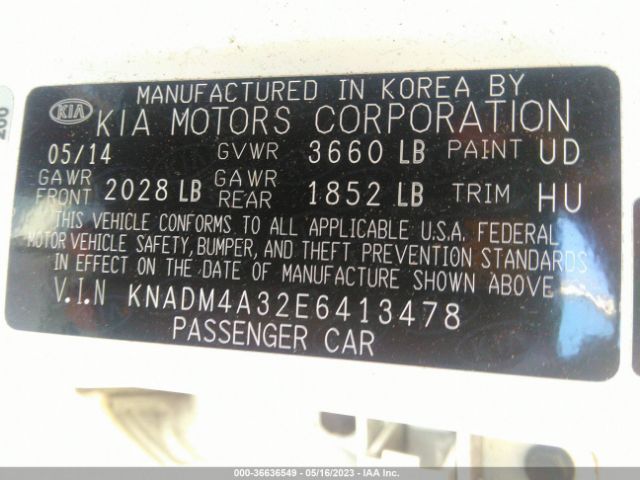 200
MANUFACTURED IN KOREA BY
KIA KIA MOTORS CORPORATION
05/14 GVWR 3660 LB PAINT UD
GAWR FRONT 2028 LB GAWR REAR 1852 LB TRIM HU
THIS VEHICLE CONFORMS TO ALL APPLICABLE U.S.A. FEDERAL
MOTOR VEHICLE SAFETY, BUMPER, AND THEFT PREVENTION STANDARDS
IN EFFECT ON THE DATE OF MANUFACTURE SHOWN ABOVE
V.I.N KNADM4A32E6413478
PASSENGER CAR
000-36636549 - 05/16/2023 - IAAI.com